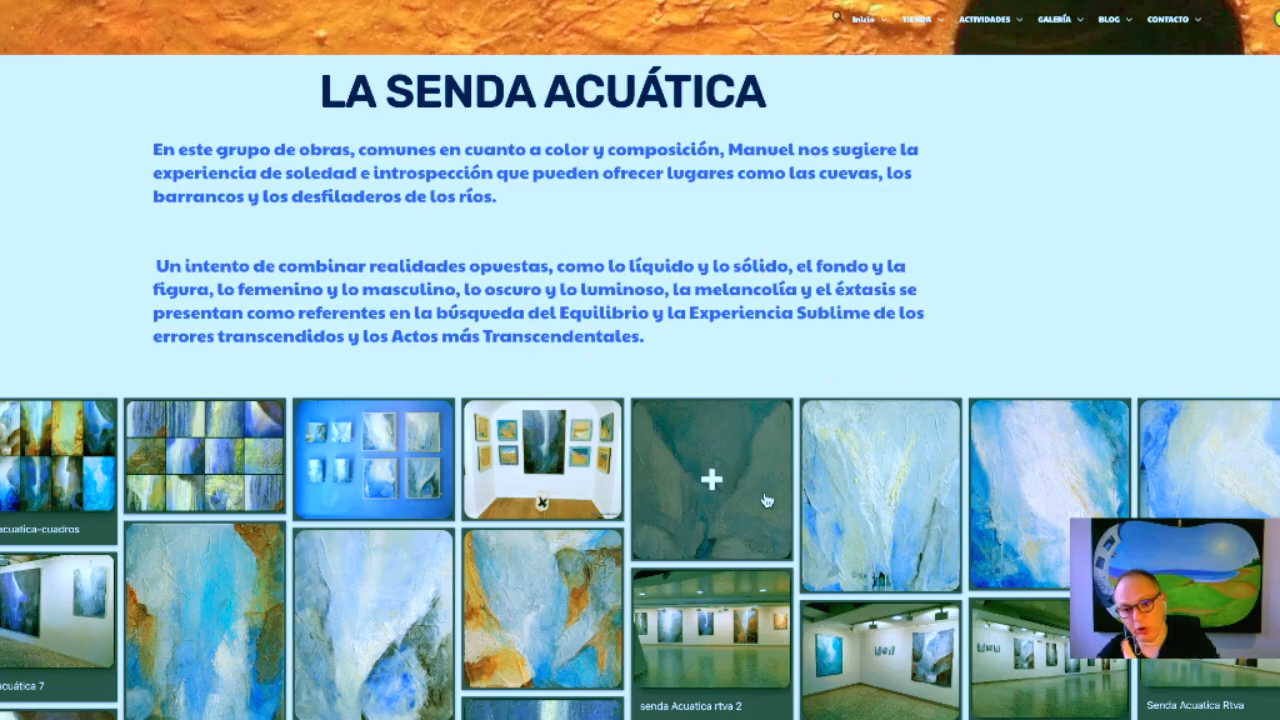 Inicio TIENDA ACTIVIDADES GALERÍA BLOG CONTACTO
LA SENDA ACUÁTICA
En este grupo de obras, comunes en cuanto a color y composición, Manuel nos sugiere la
experiencia de soledad e introspección que pueden ofrecer lugares como las cuevas, los
barrancos y los desfiladeros de los ríos.
Un intento de combinar realidades opuestas, como lo líquido y lo sólido, el fondo y la
figura, lo femenino y lo masculino, lo oscuro y lo luminoso, la melancolía y el éxtasis se
presentan como referentes en la búsqueda del Equilibrio y la Experiencia Sublime de los
errores transcendidos y los Actos más Transcendentales.
acuatica-cuadros
acuática 7
senda Acuatica rtva 2
Senda Acuatica Rtva